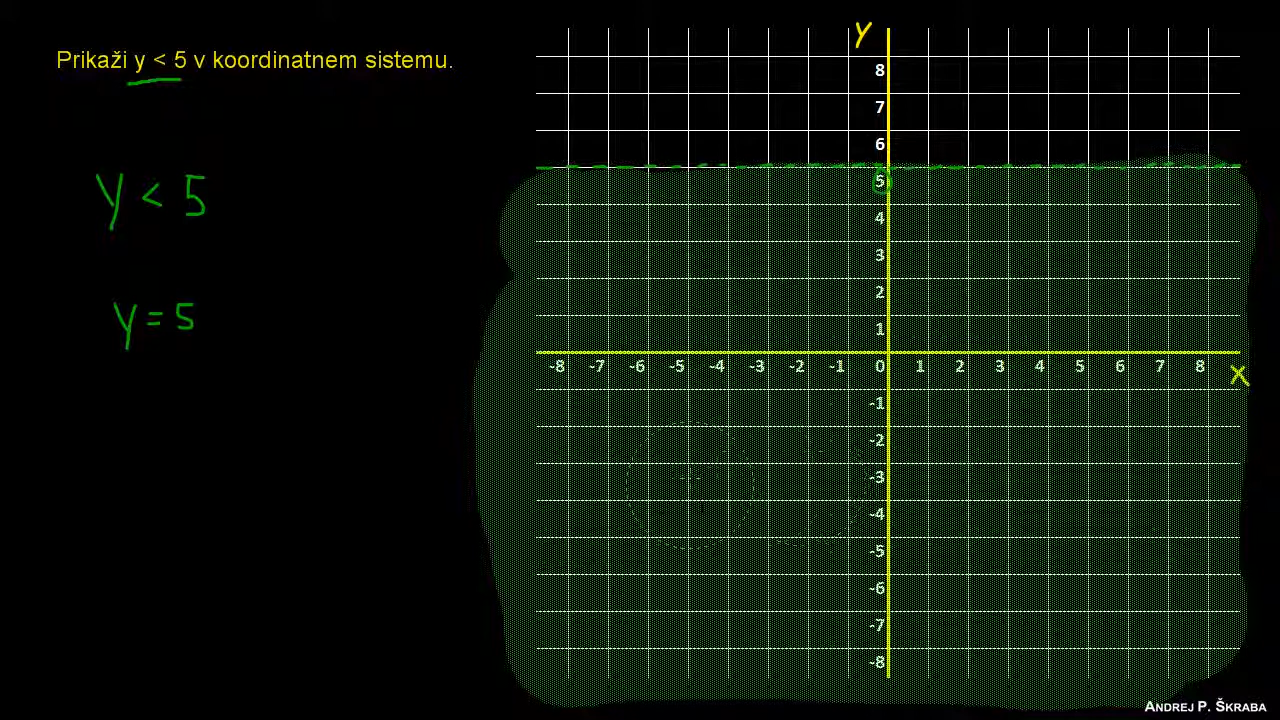 Prikaži y < 5 v koordinatnem sistemu.
y < 5
y = 5
Y
8
7
6
5
4
3
2
1
-8 -7 -6 -5 -4 -3 -2 -1 0 1 2 3 4 5 6 7 8
X
-1
-2
-3
-4
-5
-6
-7
-8
ANDREJ P. ŠKRABA